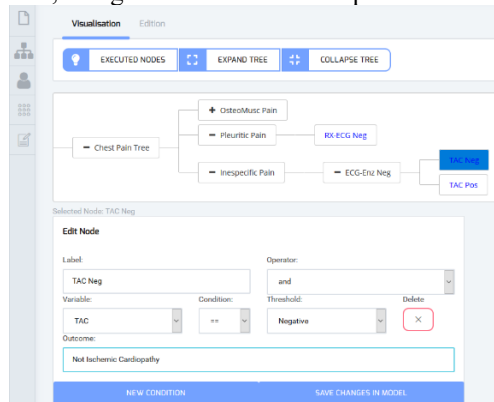 Visualisation Edition
EXECUTED NODES EXPAND TREE COLLAPSE TREE
OsteoMusc Pain
Pleuritic Pain RX-ECG Neg
Chest Pain Tree
TAC Neg
Inespecific Pain ECG-Enz Neg
TAC Pos
Selected Node: TAC Neg
Edit Node
Label: Operator:
TAC Neg and
Variable: Condition: Threshold: Delete
TAC == Negative
Outcome:
Not Ischemic Cardiopathy
NEW CONDITION SAVE CHANGES IN MODEL